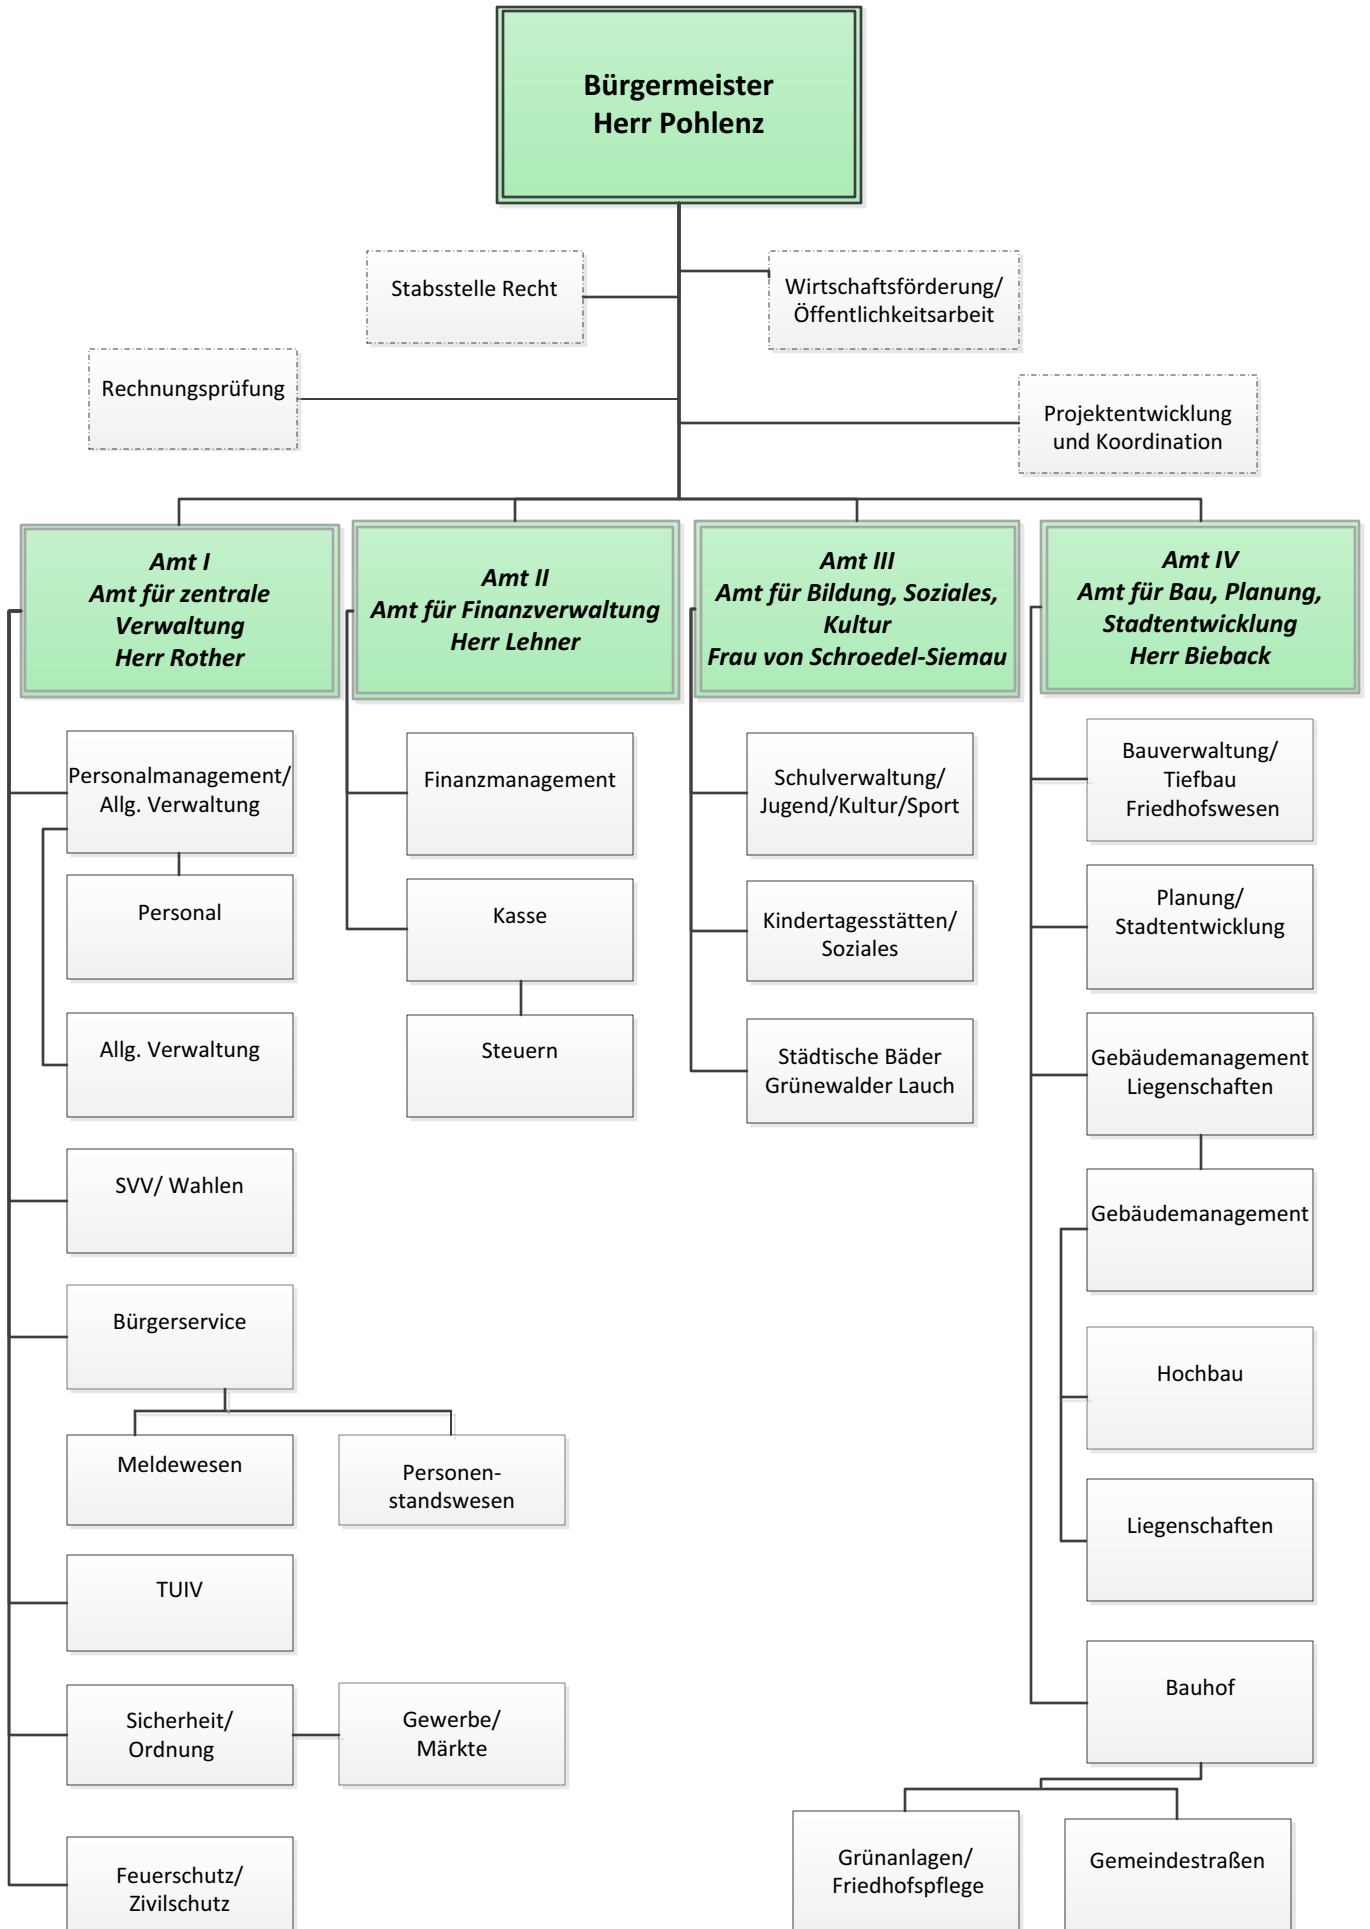 Bürgermeister
Herr Pohlenz
Stabsstelle Recht
Wirtschaftsförderung/
Öffentlichkeitsarbeit
Rechnungsprüfung
Projektentwicklung
und Koordination
Amt I
Amt für zentrale
Verwaltung
Herr Rother
Amt II
Amt für Finanzverwaltung
Herr Lehner
Amt III
Amt für Bildung, Soziales,
Kultur
Frau von Schroedel-Siemau
Amt IV
Amt für Bau, Planung,
Stadtentwicklung
Herr Bieback
Personalmanagement/
Allg. Verwaltung
Personal
Allg. Verwaltung
SVV/ Wahlen
Bürgerservice
Meldewesen
Personen-
standswesen
TUIV
Sicherheit/
Ordnung
Gewerbe/
Märkte
Feuerschutz/
Zivilschutz
Finanzmanagement
Kasse
Steuern
Schulverwaltung/
Jugend/Kultur/Sport
Kindertagesstätten/
Soziales
Städtische Bäder
Grünewalder Lauch
Bauverwaltung/
Tiefbau
Friedhofswesen
Planung/
Stadtentwicklung
Gebäudemanagement
Liegenschaften
Gebäudemanagement
Hochbau
Liegenschaften
Bauhof
Grünanlagen/
Friedhofspflege
Gemeindestraßen